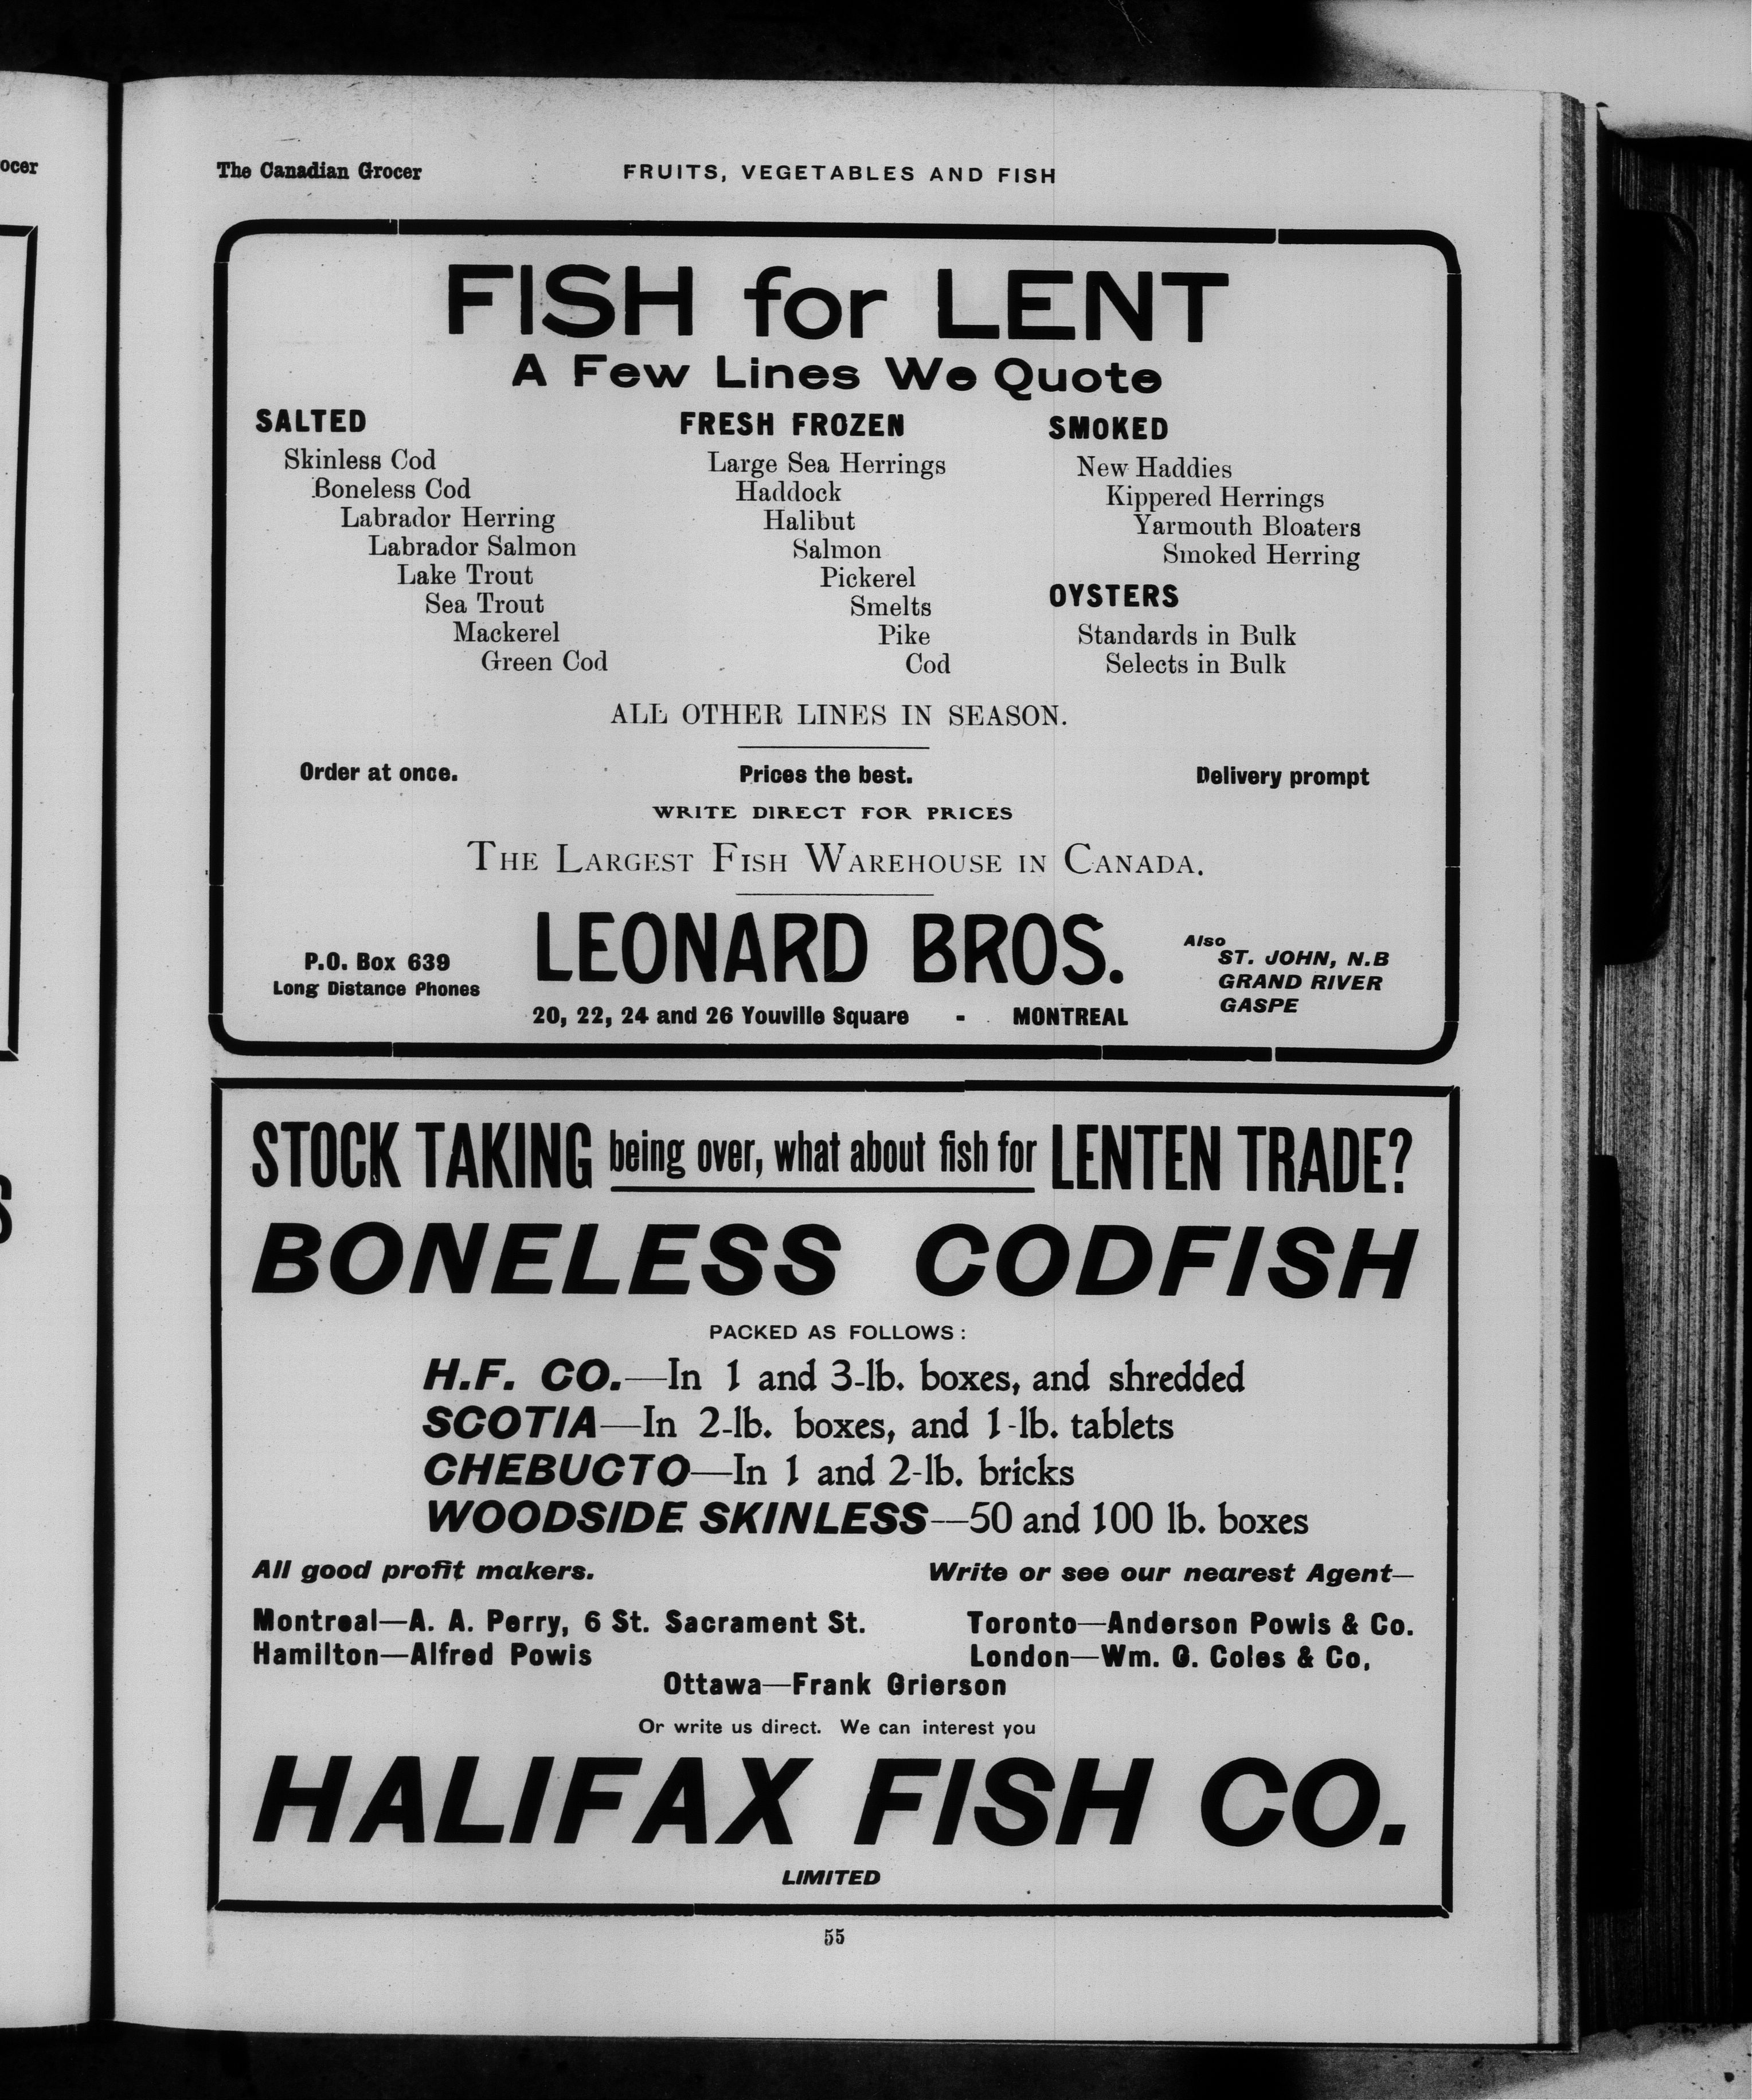 ocer
The Canadian Grocer
FRUITS, VEGETABLES AND FISH
FISH for LENT
A Few Lines We Quote
SALTED
Skinless Cod
Boneless Cod
Labrador Herring
Labrador Salmon
Lake Trout
Sea Trout
Mackerel
Green Cod
FRESH FROZEN
Large Sea Herrings
Haddock
Halibut
Salmon
Pickerel
Smelts
Pike
Cod
SMOKED
New Haddies
Kippered Herrings
Yarmouth Bloaters
Smoked Herring
OYSTERS
Standards in Bulk
Selects in Bulk
ALL OTHER LINES IN SEASON.
Order at once. Prices the best. Delivery prompt
WRITE DIRECT FOR PRICES
THE LARGEST FISH WAREHOUSE IN CANADA.
P.O. Box 639
Long Distance Phones
LEONARD BROS.
20, 22, 24 and 26 Youville Square - MONTREAL
Also
ST. JOHN, N.B
GRAND RIVER
GASPE
STOCK TAKING being over, what about fish for LENTEN TRADE?
BONELESS CODFISH
PACKED AS FOLLOWS:
H.F. CO.—In 1 and 3-lb. boxes, and shredded
SCOTIA—In 2-lb. boxes, and 1-lb. tablets
CHEBUCTO—In 1 and 2-lb. bricks
WOODSIDE SKINLESS—50 and 100 lb. boxes
All good profit makers. Write or see our nearest Agent—
Montreal—A. A. Perry, 6 St. Sacrament St. Toronto—Anderson Powis & Co.
Hamilton—Alfred Powis London—Wm. G. Coles & Co,
Ottawa—Frank Grierson
Or write us direct. We can interest you
HALIFAX FISH CO.
LIMITED
55